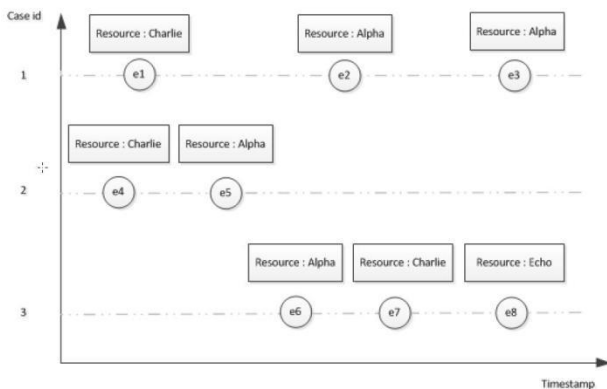 Case id
Resource : Charlie
Resource : Alpha
Resource : Alpha
1
e1
e2
e3
Resource : Charlie
Resource : Alpha
2
e4
e5
Resource : Alpha
Resource : Charlie
Resource : Echo
3
e6
e7
e8
Timestamp